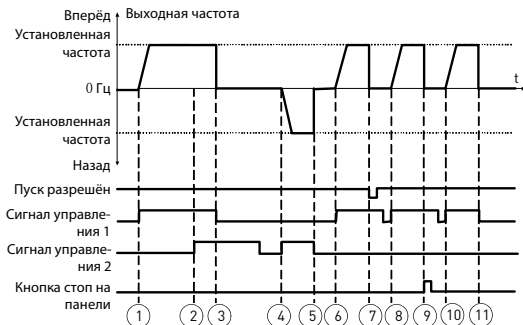 Вперёд
Выходная частота
Установленная
частота
t
0 Гц
Установленная
частота
Назад
Пуск разрешён
Сигнал управле-
ния 1
Сигнал управле-
ния 2
Кнопка стоп на
панели
1 2 3 4 5 6 7 8 9 10 11